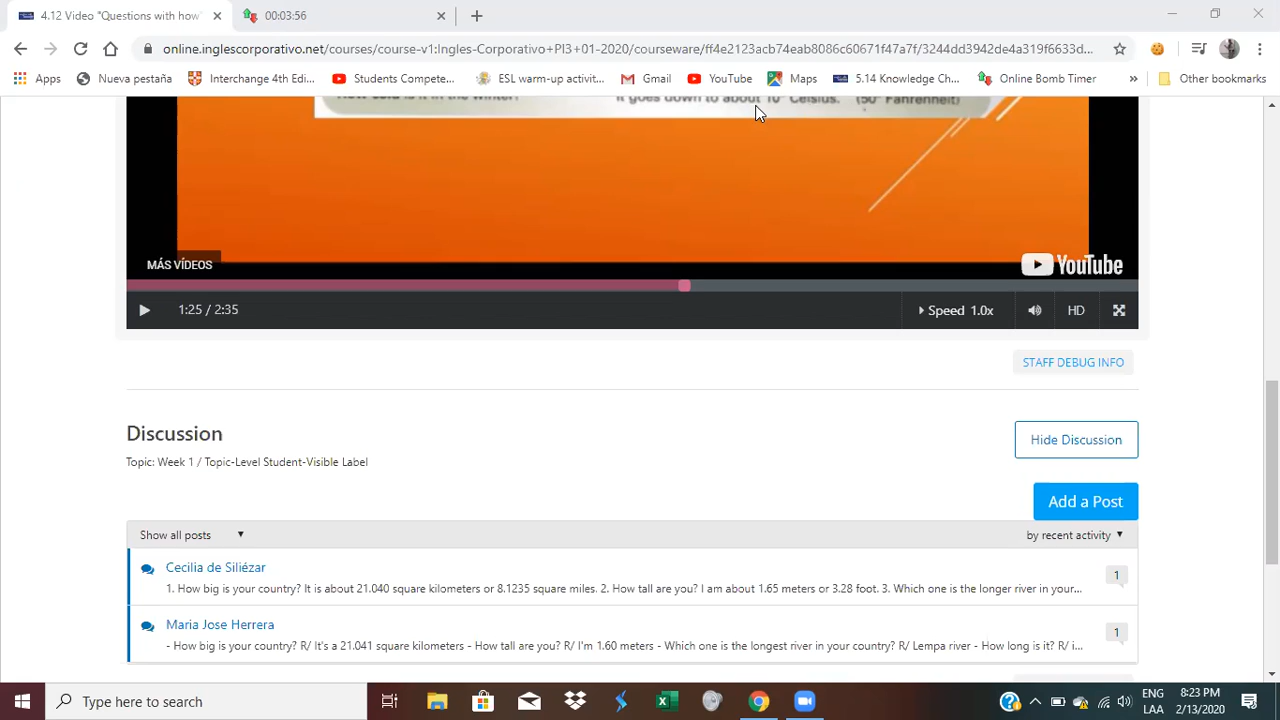 4.12 Video "Questions with how"
00:03:56
online.inglescorporativo.net/courses/course-v1:Ingles-Corporativo+PI3+01-2020/courseware/ff4e2123acb74eab8086c60671f47a7f/3244dd3942de4a319f6633d...
Apps
Nueva pestaña
Interchange 4th Edi...
Students Compete...
ESL warm-up activit...
Gmail
YouTube
Maps
5.14 Knowledge Ch...
Online Bomb Timer
»
Other bookmarks
How cold is it in the winter? It goes down to about 10° Celsius. (50° Fahrenheit)
MÁS VÍDEOS
YouTube
1:25 / 2:35
Speed 1.0x
HD
STAFF DEBUG INFO
Discussion
Hide Discussion
Topic: Week 1 / Topic-Level Student-Visible Label
Add a Post
Show all posts
by recent activity
Cecilia de Siliézar
1
1. How big is your country? It is about 21.040 square kilometers or 8.1235 square miles. 2. How tall are you? I am about 1.65 meters or 3.28 foot. 3. Which one is the longer river in your...
Maria Jose Herrera
1
- How big is your country? R/ It's a 21.041 square kilometers - How tall are you? R/ I'm 1.60 meters - Which one is the longest river in your country? R/ Lempa river - How long is it? R/ i...
Type here to search
ENG
LAA
8:23 PM
2/13/2020